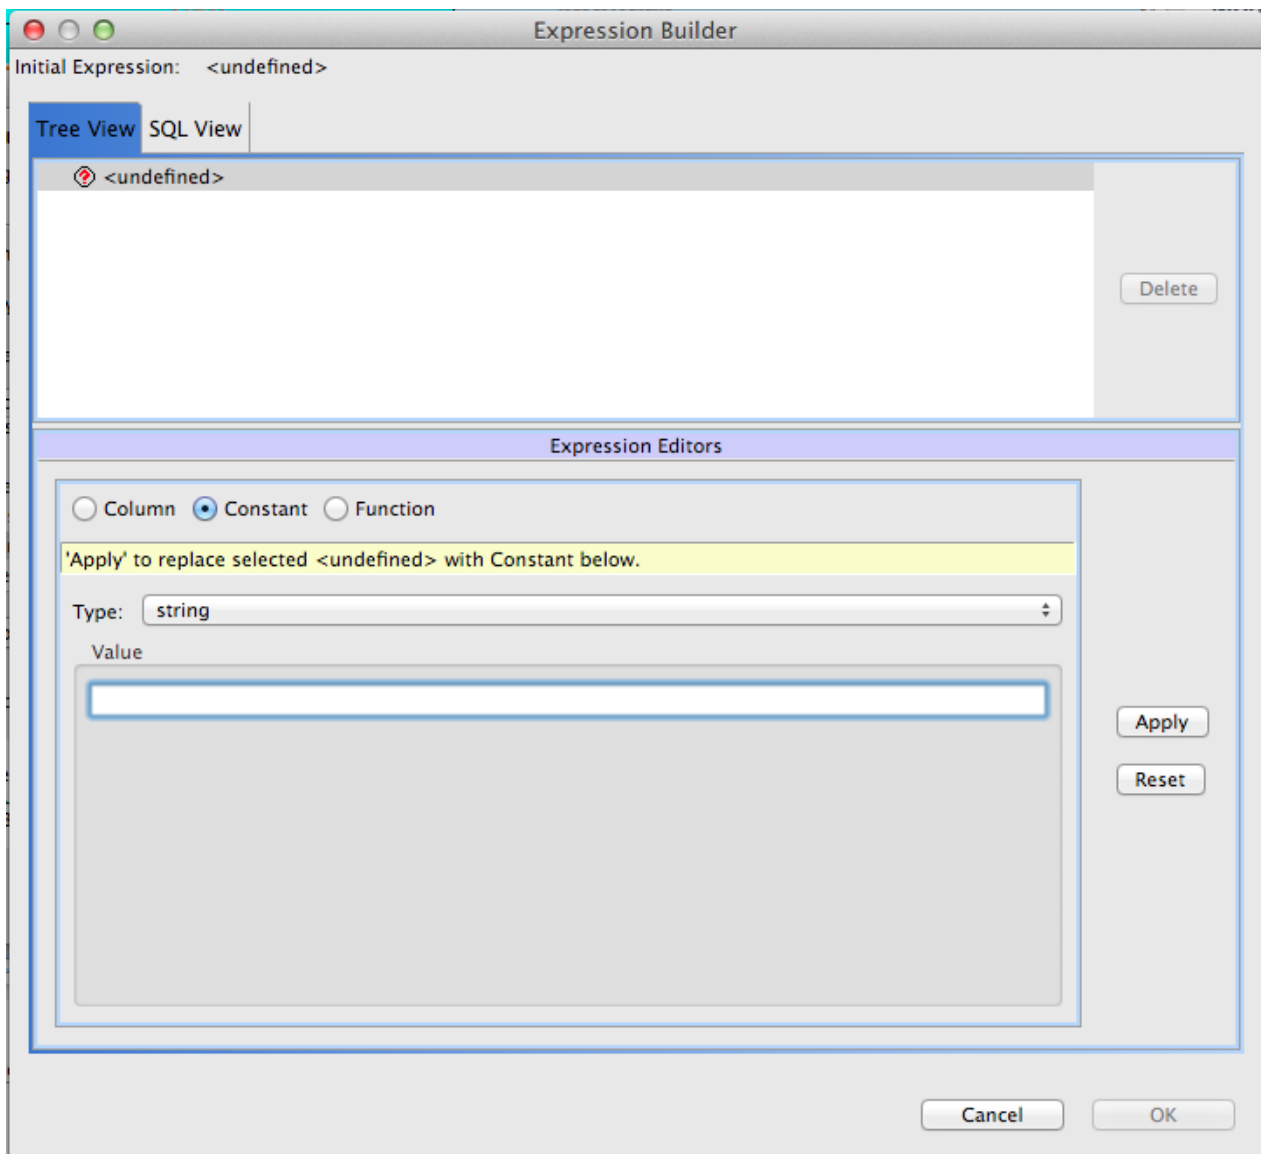 Expression Builder
Initial Expression: <undefined>
Tree View SQL View
<undefined>
Delete
Expression Editors
Column Constant Function
'Apply' to replace selected <undefined> with Constant below.
Type: string
Value
Apply
Reset
Cancel OK